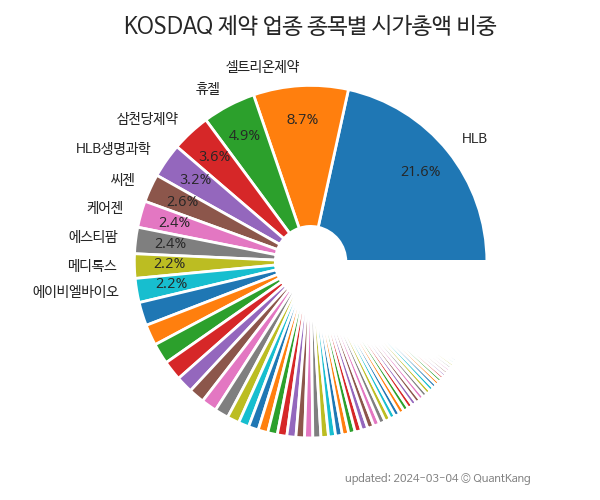 KOSDAQ 제약 업종 종목별 시가총액 비중
셀트리온제약
휴젤
삼천당제약
HLB생명과학
씨젠
케어젠
에스티팜
메디톡스
에이비엘바이오
HLB
21.6%
8.7%
4.9%
3.6%
3.2%
2.6%
2.4%
2.4%
2.2%
2.2%
updated: 2024-03-04 © QuantKang